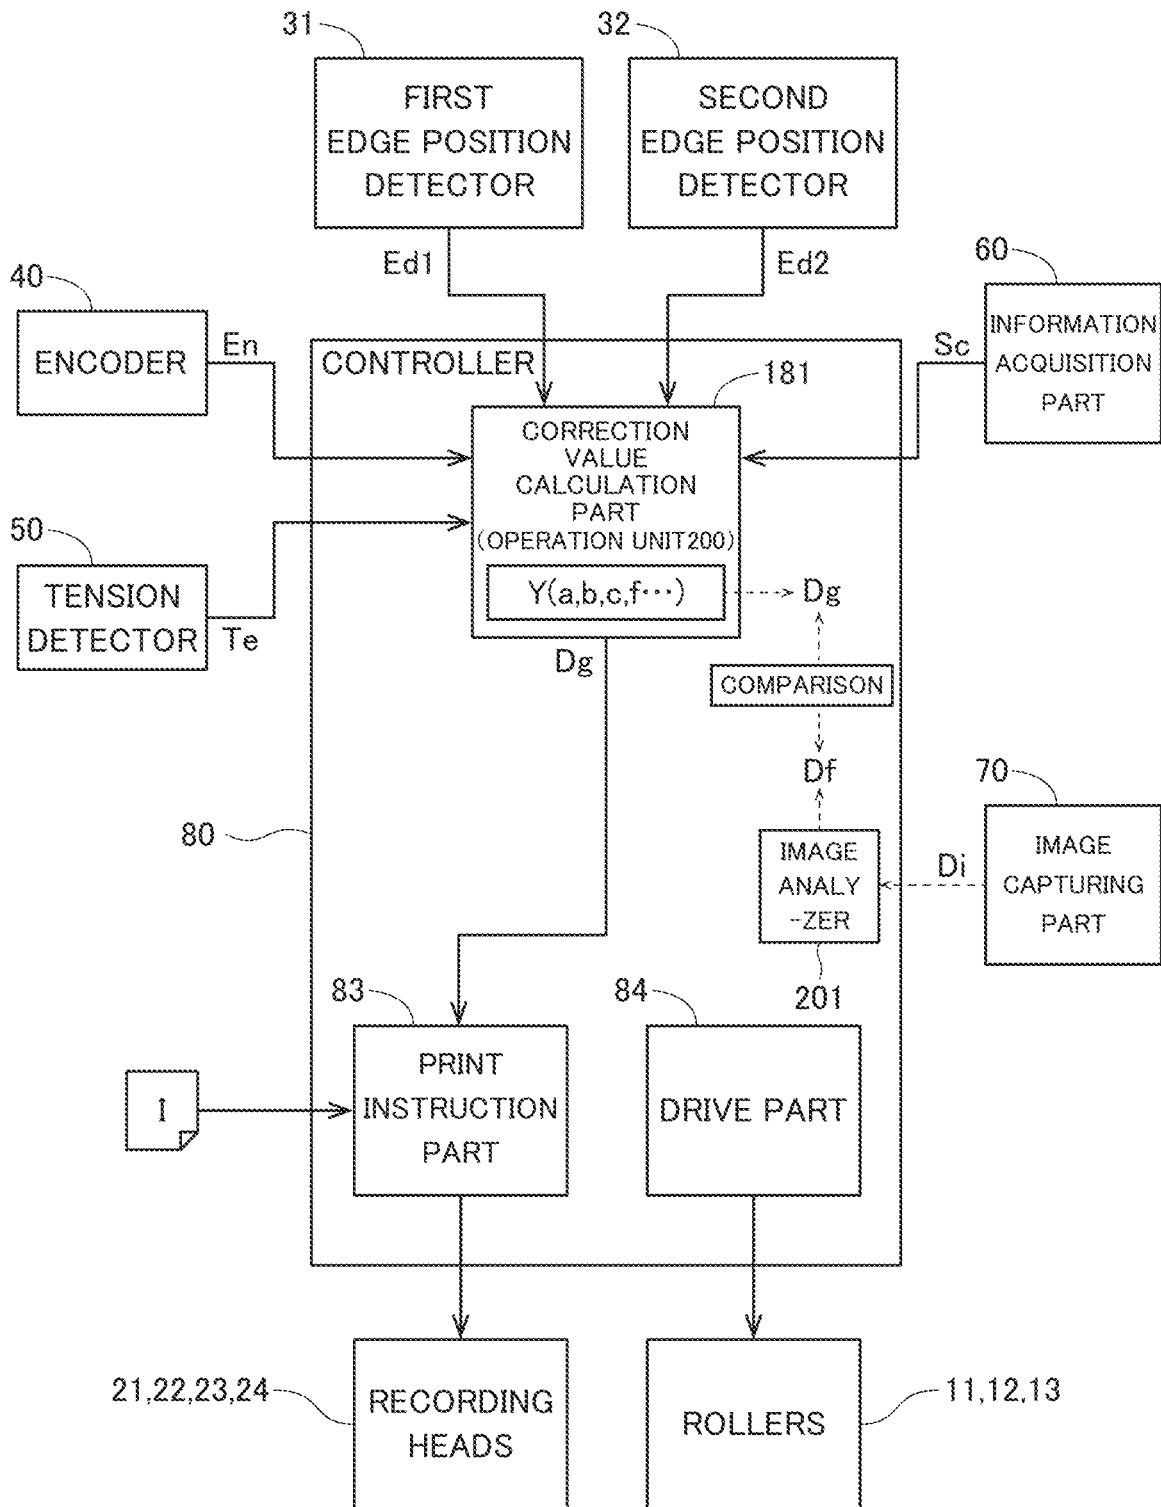 31
32
FIRST
EDGE POSITION
DETECTOR
SECOND
EDGE POSITION
DETECTOR
Ed1
Ed2
40
60
ENCODER
En
CONTROLLER
Sc
INFORMATION
ACQUISITION
PART
181
CORRECTION
VALUE
CALCULATION
PART
(OPERATION UNIT200)
Y(a,b,c,f⋯)
Dg
50
TENSION
DETECTOR
Te
Dg
COMPARISON
Df
70
80
IMAGE
ANALY
-ZER
Di
IMAGE
CAPTURING
PART
201
83
84
I
PRINT
INSTRUCTION
PART
DRIVE PART
21,22,23,24
RECORDING
HEADS
ROLLERS
11,12,13